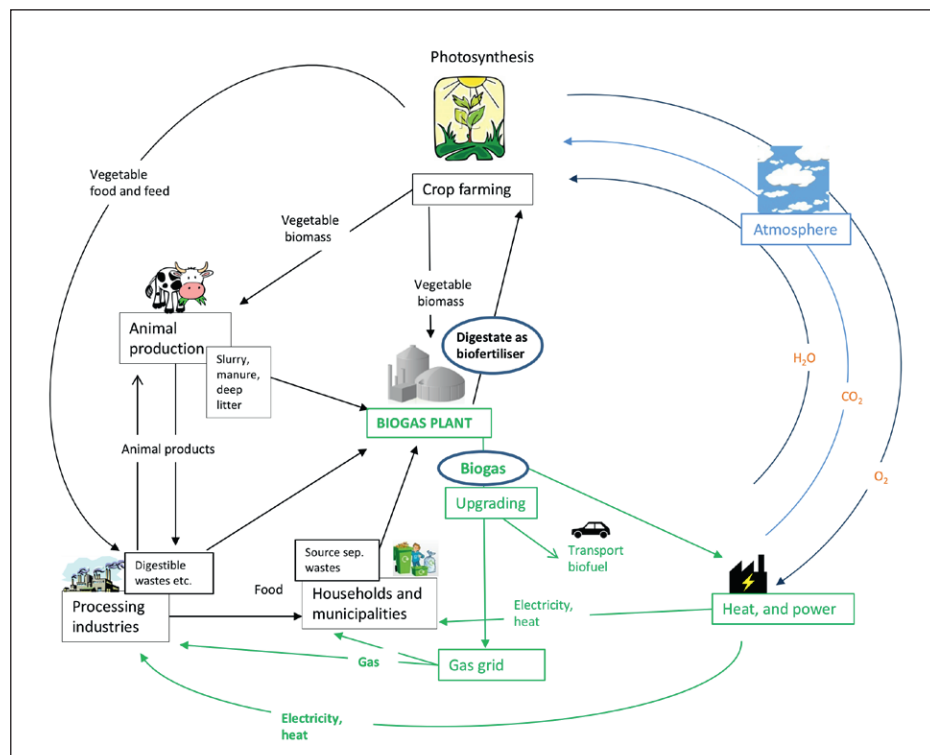 Photosynthesis
Vegetable
food and feed
Crop farming
Atmosphere
Vegetable
biomass
Vegetable
biomass
Animal
production
Digestate as
biofertiliser
Slurry,
manure,
deep
litter
H₂O
CO₂
O₂
BIOGAS PLANT
Animal products
Biogas
Upgrading
Transport
biofuel
Digestible
wastes etc.
Source sep.
wastes
Food
Processing
industries
Households and
municipalities
Electricity,
heat
Heat, and power
Gas
Gas grid
Electricity,
heat